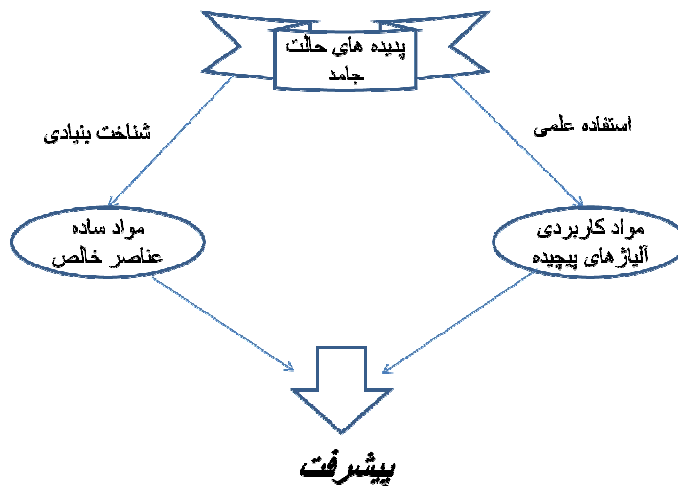 پدیده های حالت
جامد
استفاده علمی
شناخت بنیادی
مواد کاربردی
آلیاژهای پیچیده
مواد ساده
عناصر خالص
پیشرفت